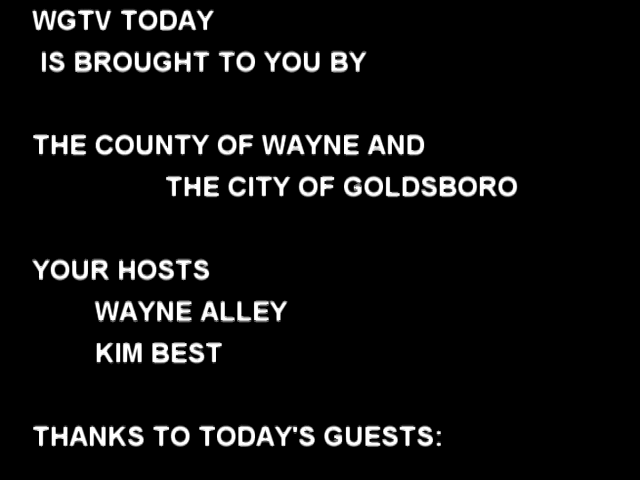 WGTV TODAY
IS BROUGHT TO YOU BY
THE COUNTY OF WAYNE AND
THE CITY OF GOLDSBORO
YOUR HOSTS
WAYNE ALLEY
KIM BEST
THANKS TO TODAY'S GUESTS: